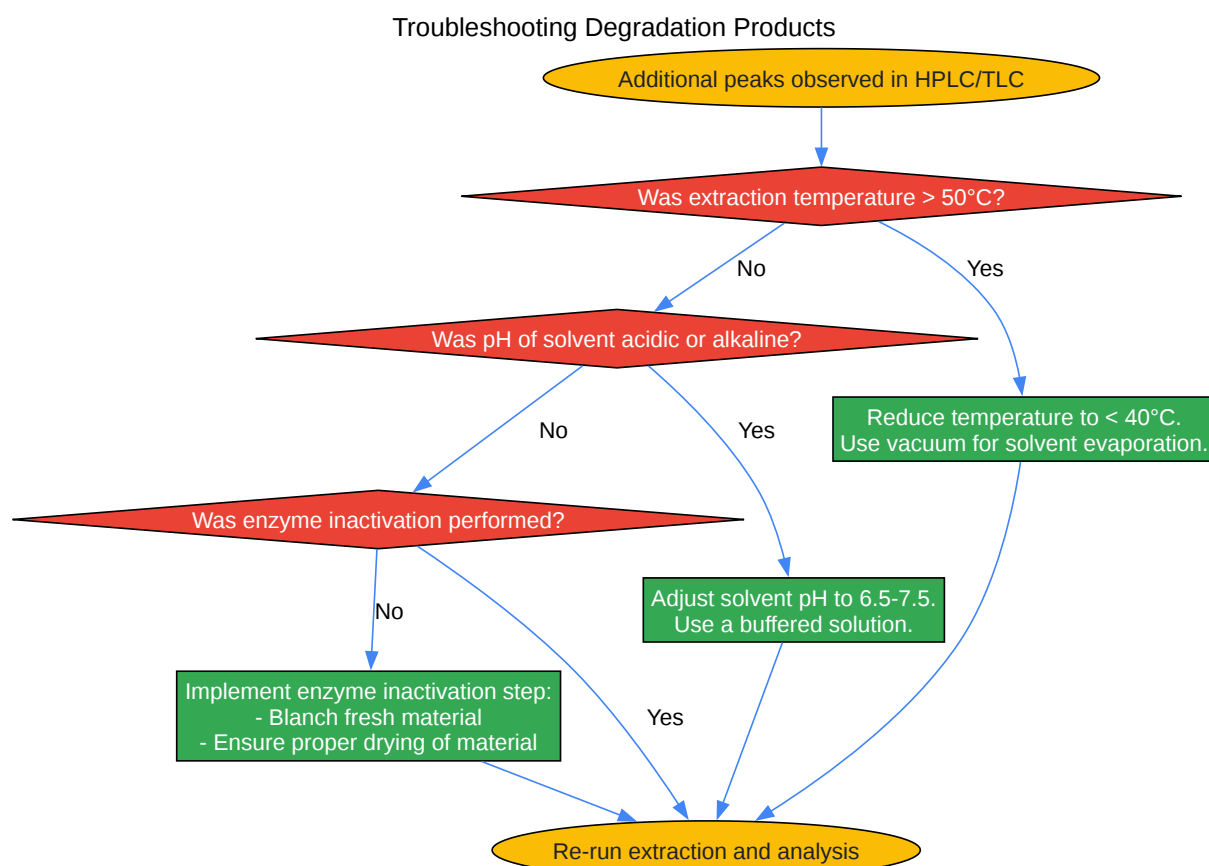 Troubleshooting Degradation Products
Additional peaks observed in HPLC/TLC
Was extraction temperature > 50°C?
No
Yes
Was pH of solvent acidic or alkaline?
Reduce temperature to < 40°C.
Use vacuum for solvent evaporation.
No
Yes
Was enzyme inactivation performed?
Adjust solvent pH to 6.5-7.5.
Use a buffered solution.
No
Implement enzyme inactivation step:
- Blanch fresh material
- Ensure proper drying of material
Yes
Re-run extraction and analysis